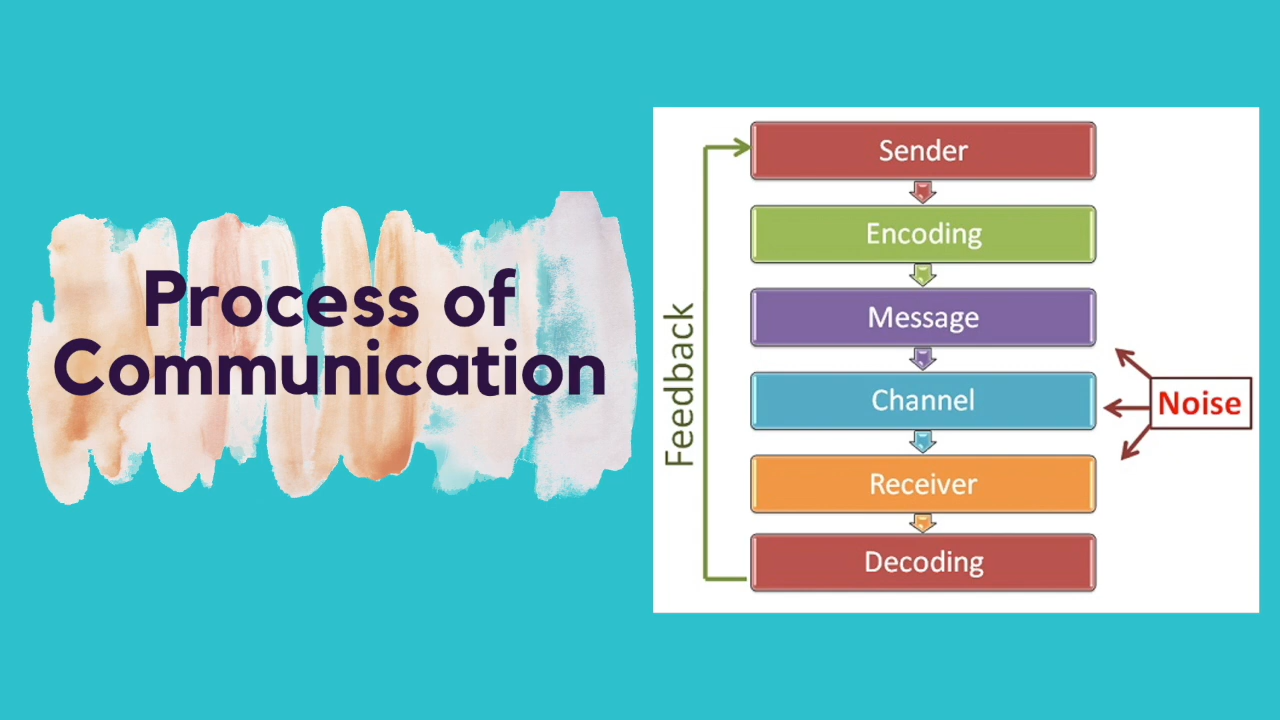 Process of
Communication
Feedback
Sender
Encoding
Message
Channel
Receiver
Decoding
Noise